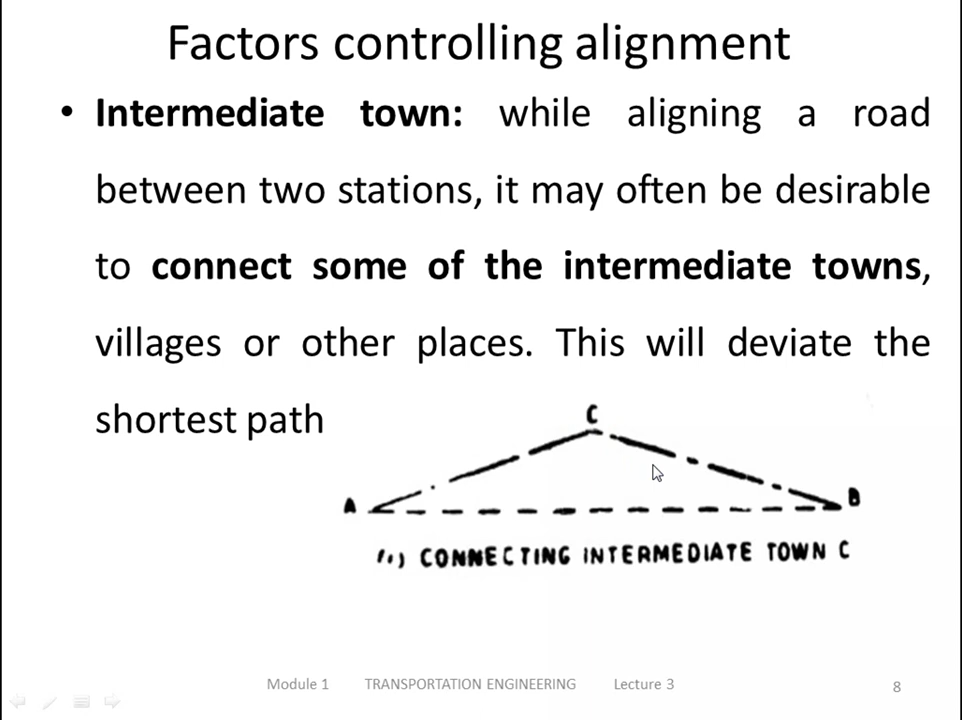 Factors controlling alignment
• Intermediate town: while aligning a road
between two stations, it may often be desirable
to connect some of the intermediate towns,
villages or other places. This will deviate the
shortest path
C
A
B
CONNECTING INTERMEDIATE TOWN C
Module 1 TRANSPORTATION ENGINEERING Lecture 3
8